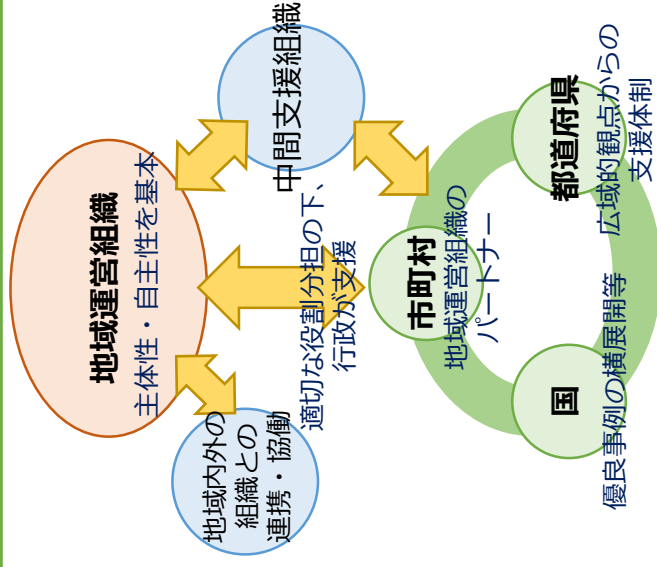 地域運営組織
主体性・自主性を基本
中間支援組織
地域内外の
組織との
連携・協働
適切な役割分担の下、
行政が支援
市町村
地域運営組織の
パートナー
国
優良事例の横展開等
都道府県
広域的観点からの
支援体制